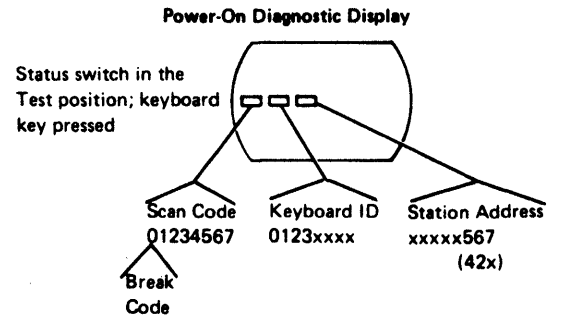 Power-On Diagnostic Display
Status switch in the
Test position; keyboard
key pressed
Scan Code
01234567
Keyboard ID
0123xxxx
Station Address
xxxxx567
(42x)
Break
Code